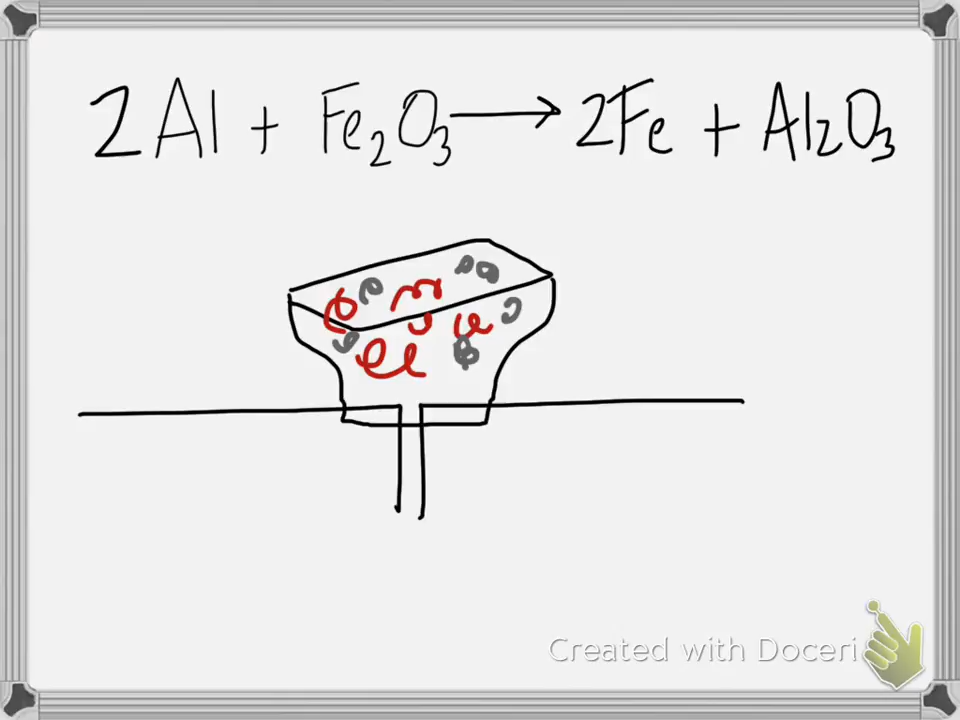 2Al + Fe₂O₃ → 2Fe + Al₂O₃
Created with Doceri